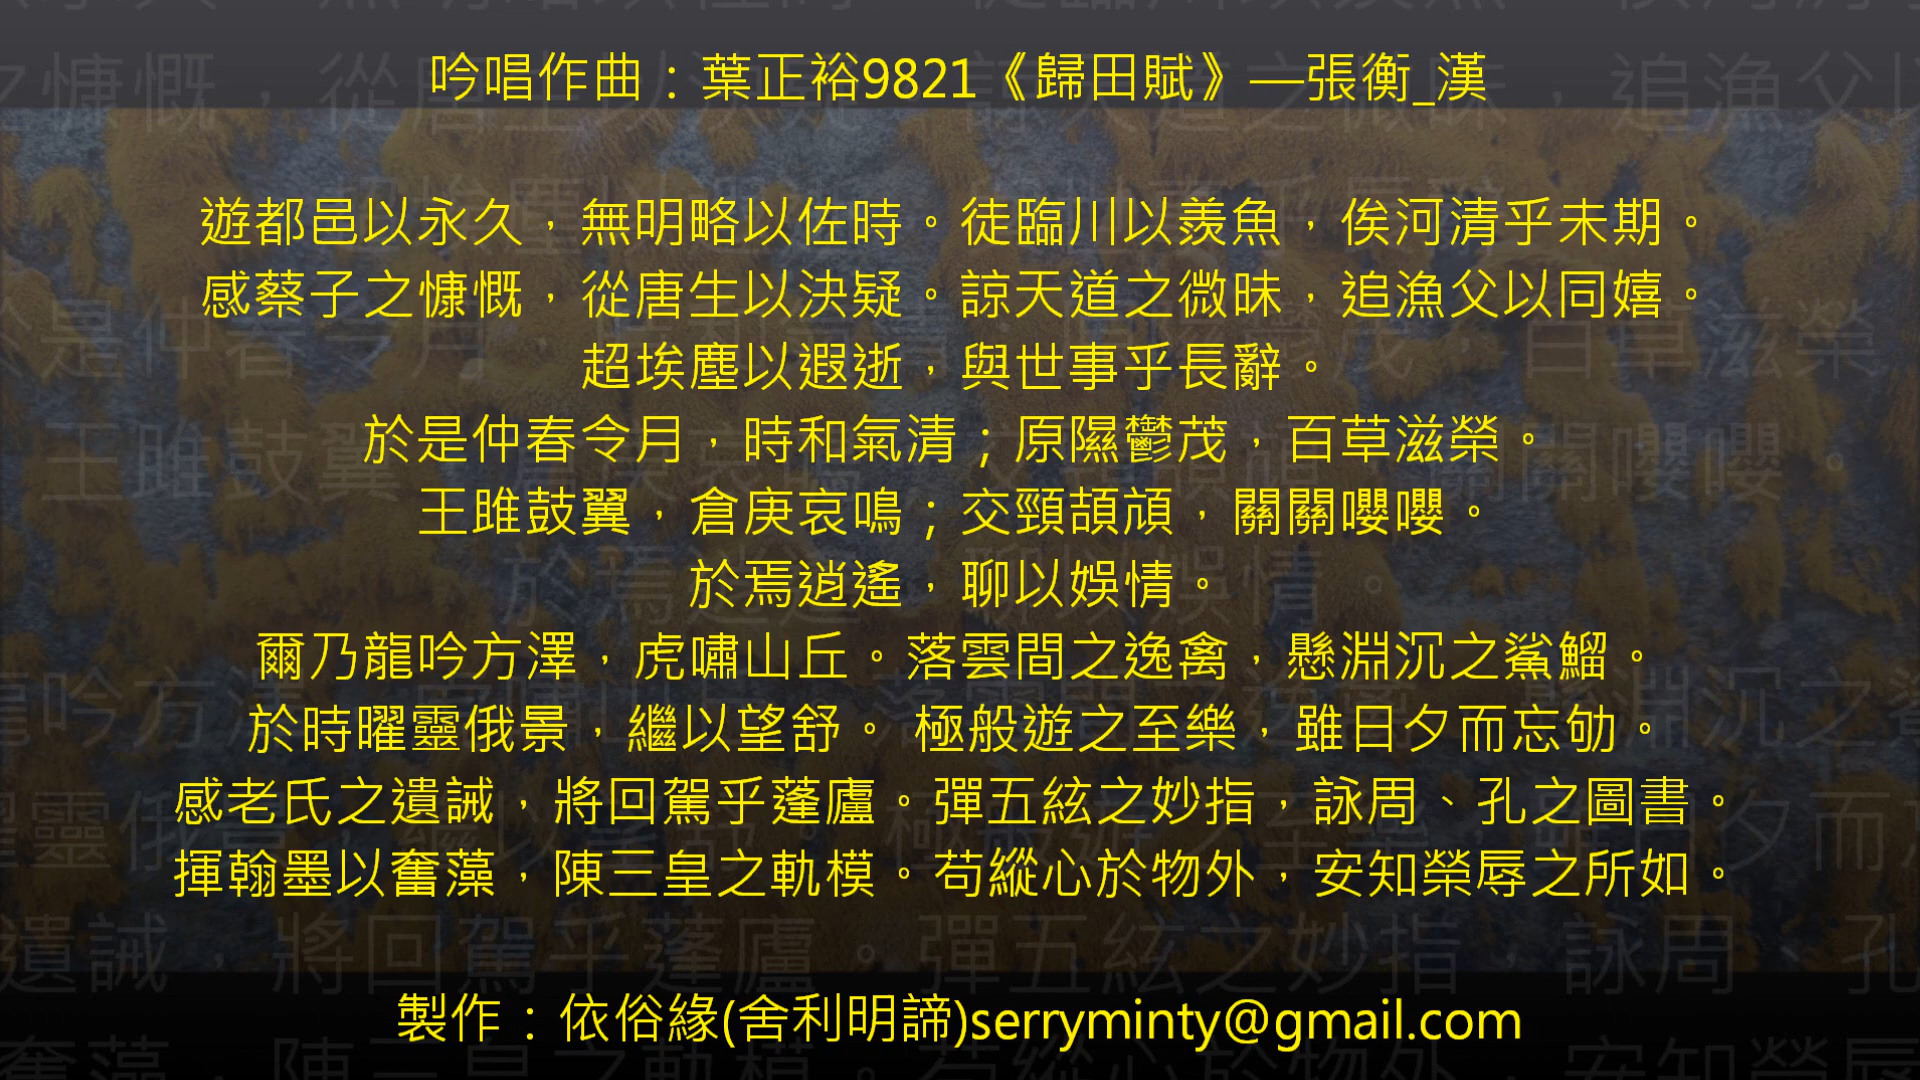 吟唱作曲：葉正裕9821《歸田賦》—張衡_漢
遊都邑以永久，無明略以佐時。徒臨川以羨魚，俟河清乎未期。
感蔡子之慷慨，從唐生以決疑。諒天道之微昧，追漁父以同嬉。
超埃塵以遐逝，與世事乎長辭。
於是仲春令月，時和氣清；原隰鬱茂，百草滋榮。
王雎鼓翼，倉庚哀鳴；交頸頡頏，關關嚶嚶。
於焉逍遙，聊以娛情。
爾乃龍吟方澤，虎嘯山丘。落雲間之逸禽，懸淵沉之鯊鰡。
於時曜靈俄景，繼以望舒。極般遊之至樂，雖日夕而忘劬。
感老氏之遺誡，將回駕乎蓬廬。彈五絃之妙指，詠周、孔之圖書。
揮翰墨以奮藻，陳三皇之軌模。苟縱心於物外，安知榮辱之所如。
製作：依俗緣(舍利明諦)serryminty@gmail.com